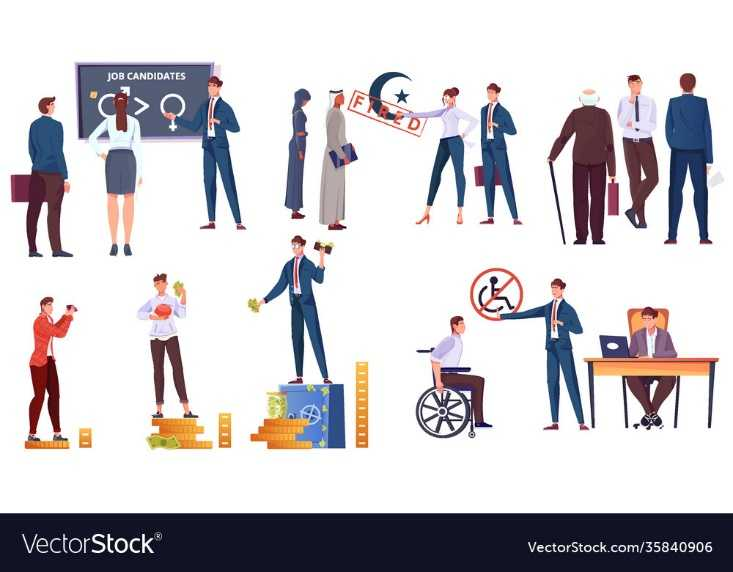 JOB CANDIDATES
FIRED
VectorStock®
VectorStock.com/35840906